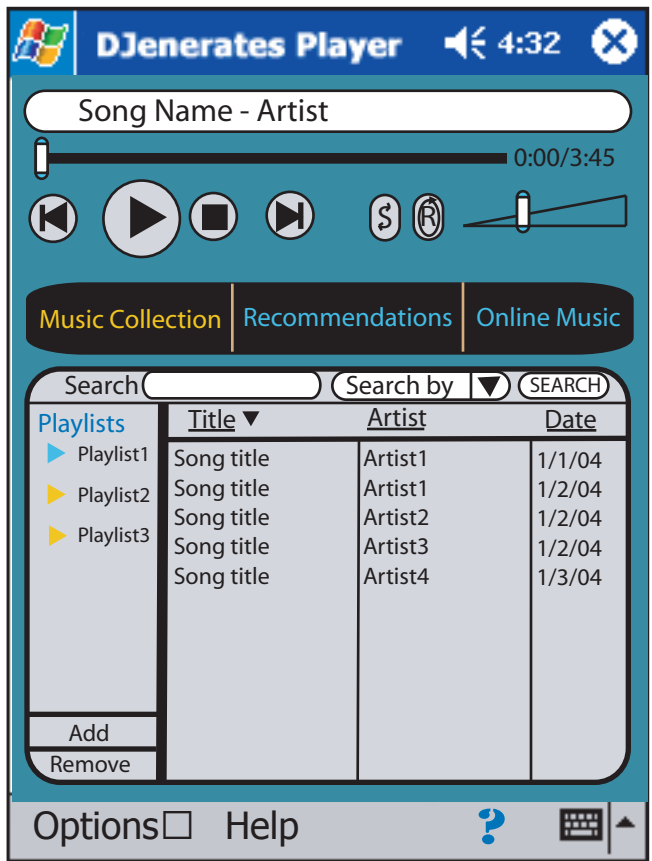 DJenerates Player 4:32
Song Name - Artist
0:00/3:45
S R
Music Collection Recommendations Online Music
Search Search by SEARCH
Playlists Title Artist Date
Playlist1
Playlist2
Playlist3
Song title Artist1 1/1/04
Song title Artist1 1/2/04
Song title Artist2 1/2/04
Song title Artist3 1/2/04
Song title Artist4 1/3/04
Add
Remove
Options Help ?